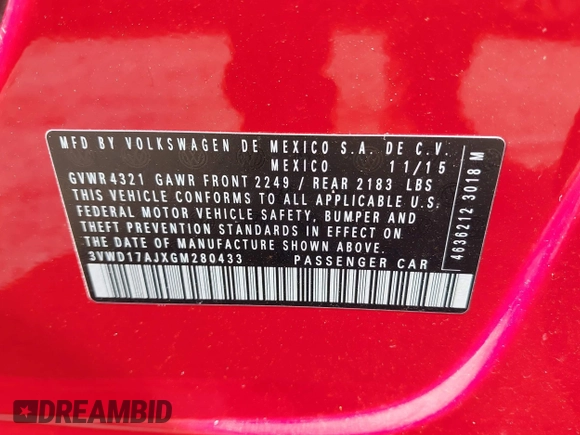 MFD BY VOLKSWAGEN DE MEXICO S.A. DE C.V.
MEXICO 11/15
GVWR 4321 GAWR FRONT 2249 / REAR 2183 LBS
THIS VEHICLE CONFORMS TO ALL APPLICABLE U.S.
FEDERAL MOTOR VEHICLE SAFETY, BUMPER AND
THEFT PREVENTION STANDARDS IN EFFECT ON
THE DATE OF MANUFACTURE SHOWN ABOVE.
3VWD17AJXGM280433 PASSENGER CAR
4636212 3018 M
DREAMBID